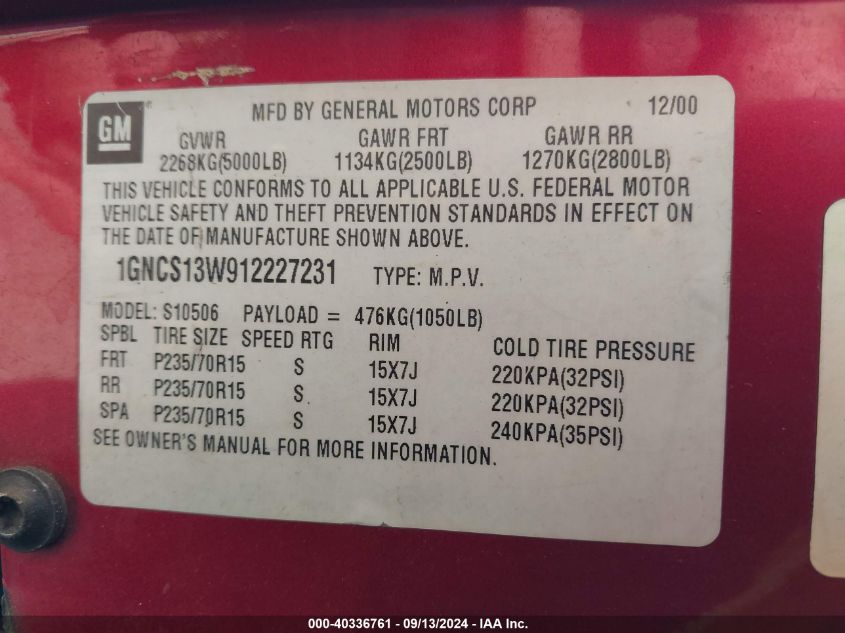 GM
MFD BY GENERAL MOTORS CORP 12/00
GVWR GAWR FRT GAWR RR
2268KG(5000LB) 1134KG(2500LB) 1270KG(2800LB)
THIS VEHICLE CONFORMS TO ALL APPLICABLE U.S. FEDERAL MOTOR
VEHICLE SAFETY AND THEFT PREVENTION STANDARDS IN EFFECT ON
THE DATE OF MANUFACTURE SHOWN ABOVE.
1GNCS13W912227231 TYPE: M.P.V.
MODEL: S10506 PAYLOAD = 476KG(1050LB)
SPBL TIRE SIZE SPEED RTG RIM COLD TIRE PRESSURE
FRT P235/70R15 S 15X7J 220KPA(32PSI)
RR P235/70R15 S 15X7J 220KPA(32PSI)
SPA P235/70R15 S 15X7J 240KPA(35PSI)
SEE OWNER'S MANUAL FOR MORE INFORMATION.
000-40336761 - 09/13/2024 - IAA Inc.